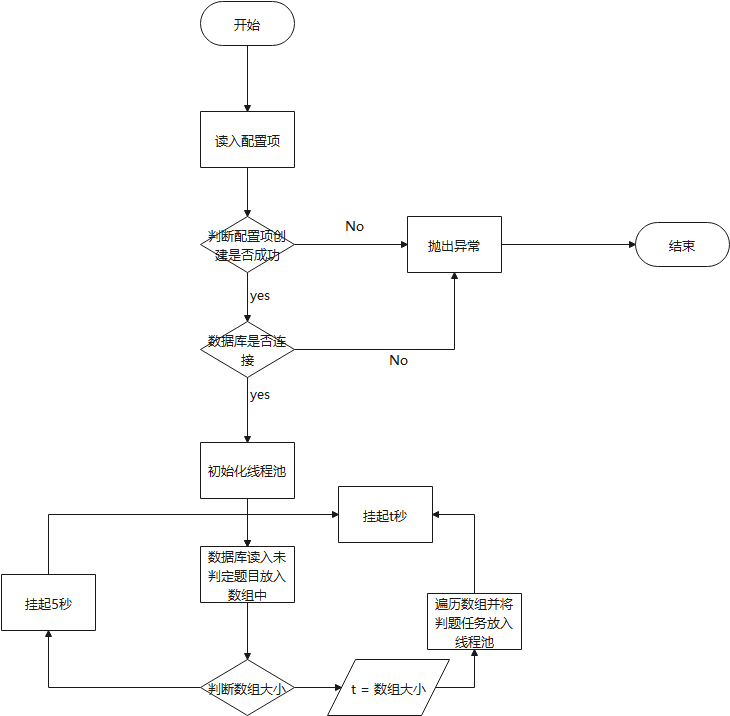 开始
读入配置项
判断配置项创
建是否成功
No
抛出异常
结束
yes
数据库是否连
接
No
yes
初始化线程池
挂起t秒
数据库读入未
判定题目放入
数组中
挂起5秒
遍历数组并将
判题任务放入
线程池
判断数组大小
t = 数组大小